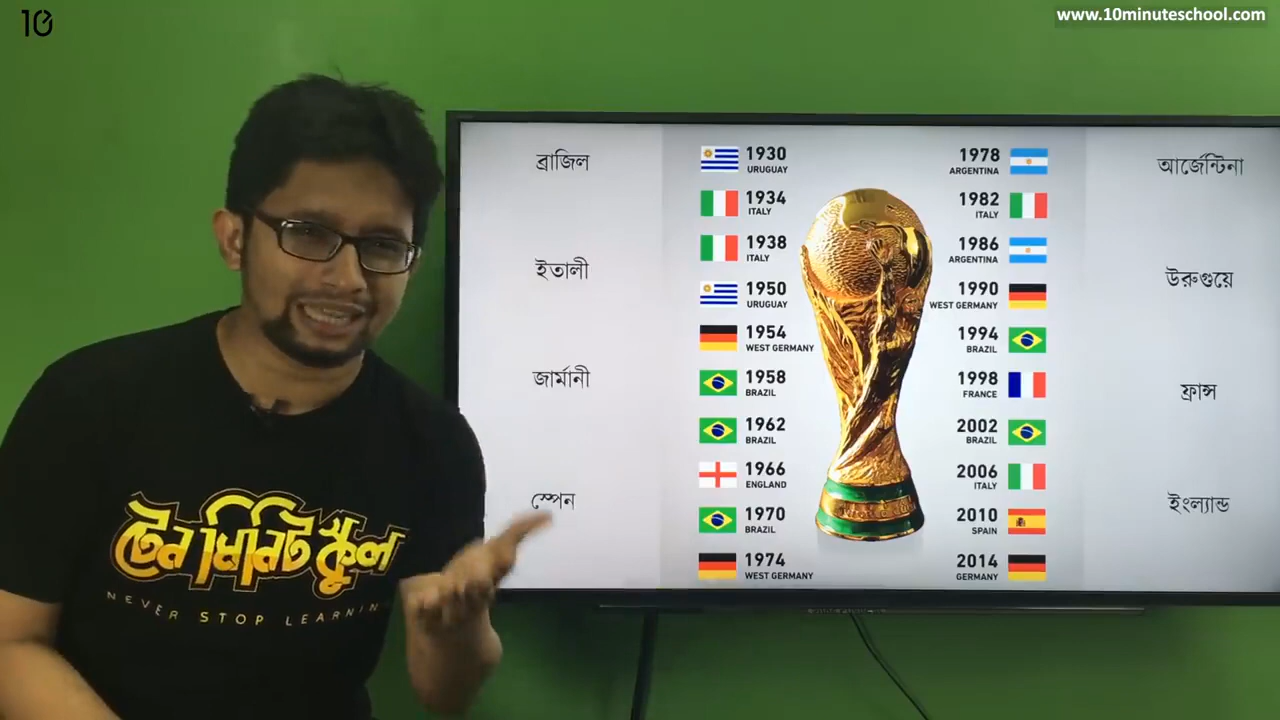 10
www.10minuteschool.com
ব্রাজিল
ইতালী
জার্মানী
স্পেন
1930
URUGUAY
1934
ITALY
1938
ITALY
1950
URUGUAY
1954
WEST GERMANY
1958
BRAZIL
1962
BRAZIL
1966
ENGLAND
1970
BRAZIL
1974
WEST GERMANY
1978
ARGENTINA
1982
ITALY
1986
ARGENTINA
1990
WEST GERMANY
1994
BRAZIL
1998
FRANCE
2002
BRAZIL
2006
ITALY
2010
SPAIN
2014
GERMANY
আর্জেন্টিনা
উরুগুয়ে
ফ্রান্স
ইংল্যান্ড
টেন মিনিট স্কুল
NEVER STOP LEARNING